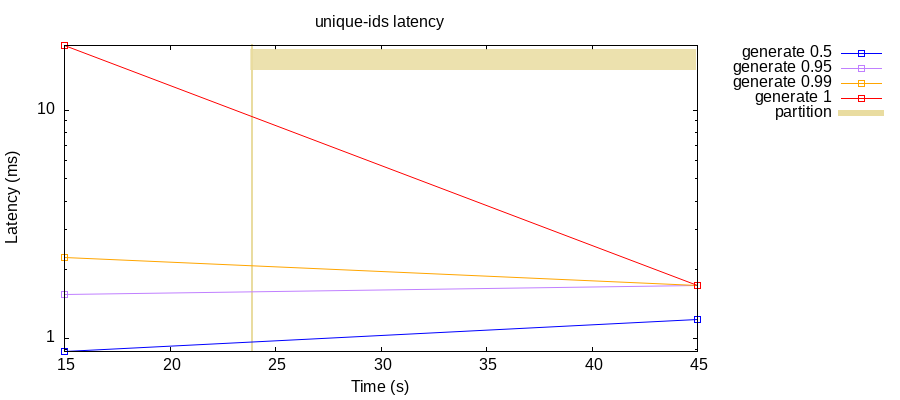 unique-ids latency
generate 0.5
generate 0.95
generate 0.99
generate 1
partition
Latency (ms)
10
1
15
20
25
30
35
40
45
Time (s)